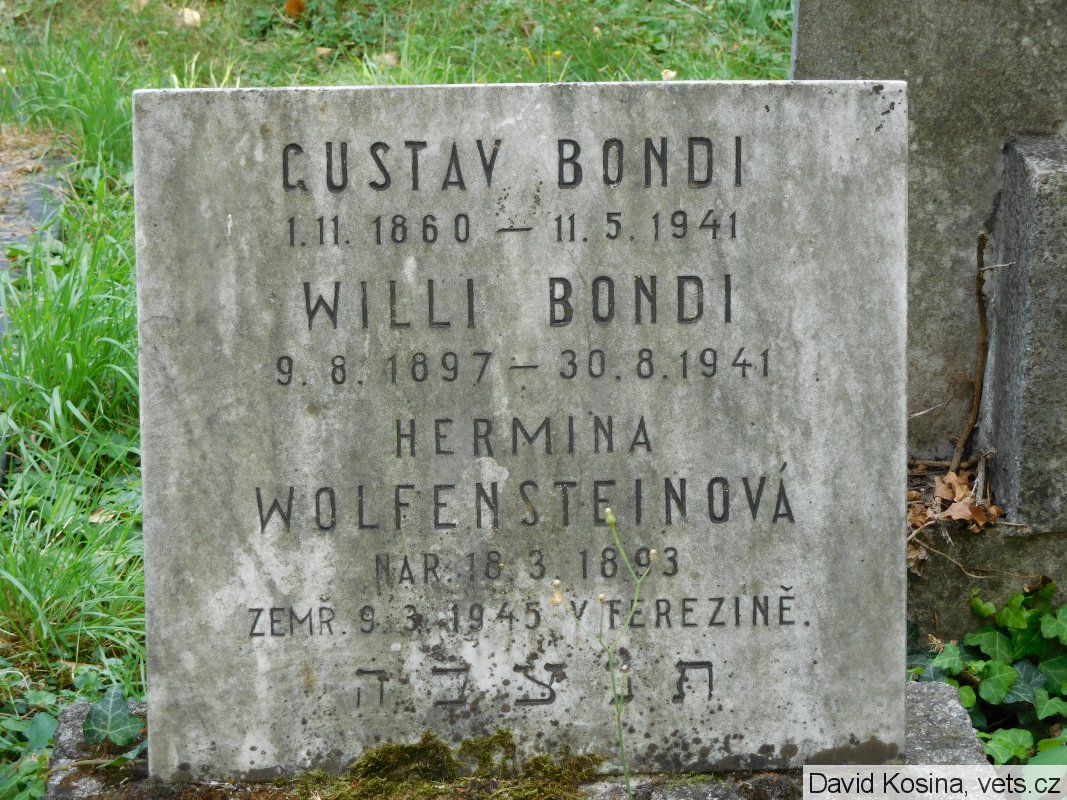 GUSTAV BONDI
1.11. 1860 — 11.5.1941
WILLI BONDI
9.8.1897 — 30.8.1941
HERMINA
WOLFENSTEINOVÁ
NAR. 18.3.1893
ZEMŘ. 9.3.1945 V TEREZINĚ.
תנצבה
David Kosina, vets.cz